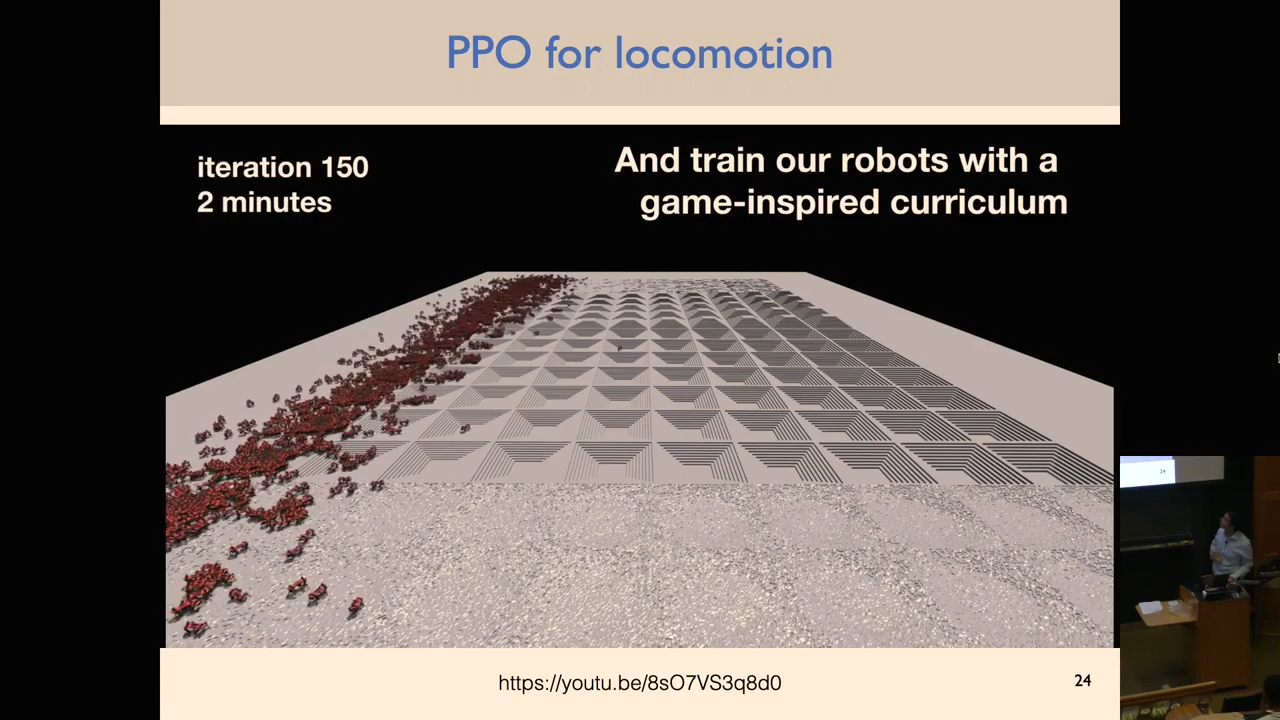 PPO for locomotion
iteration 150
2 minutes
And train our robots with a
game-inspired curriculum
https://youtu.be/8sO7VS3q8d0
24
24